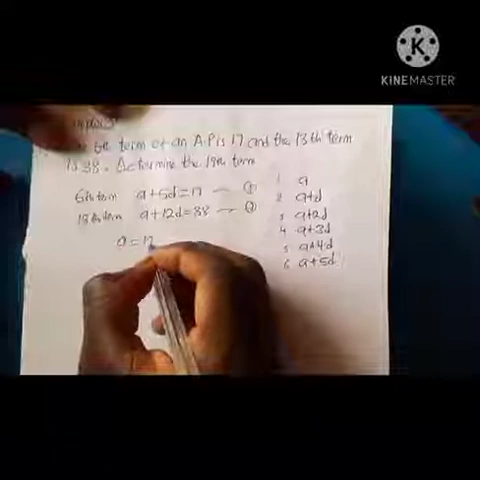 K
KINEMASTER
6th term of an A.P is 17 and the 13th term
is 38. Determine the 19th term
6th term a+5d=17 — ①
13th term a+12d=38 — ②
a=17
1 a
2 a+d
3 a+2d
4 a+3d
5 a+4d
6 a+5d